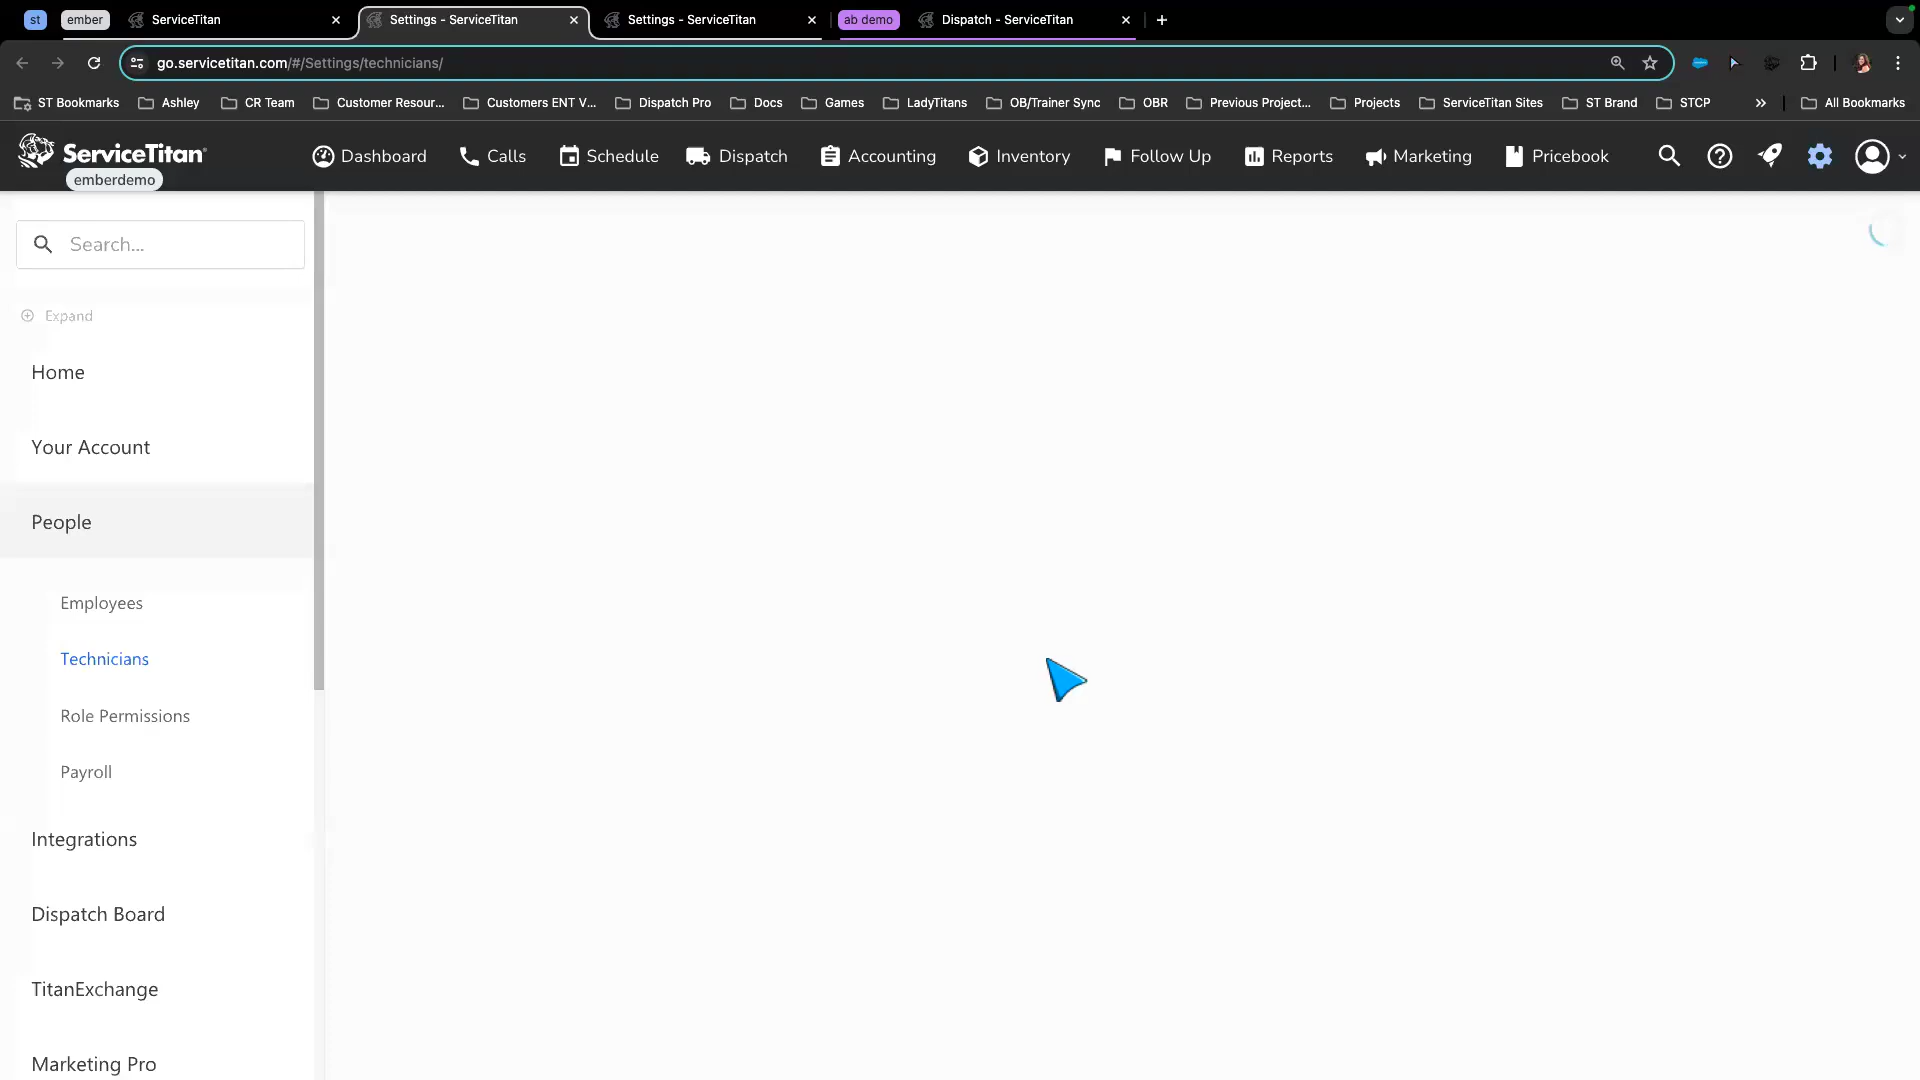 st
ember
ServiceTitan
Settings - ServiceTitan
Settings - ServiceTitan
ab demo
Dispatch - ServiceTitan
go.servicetitan.com/#/Settings/technicians/
ST Bookmarks
Ashley
CR Team
Customer Resour...
Customers ENT V...
Dispatch Pro
Docs
Games
LadyTitans
OB/Trainer Sync
OBR
Previous Project...
Projects
ServiceTitan Sites
ST Brand
STCP
All Bookmarks
ServiceTitan
emberdemo
Dashboard
Calls
Schedule
Dispatch
Accounting
Inventory
Follow Up
Reports
Marketing
Pricebook
Search...
Expand
Home
Your Account
People
Employees
Technicians
Role Permissions
Payroll
Integrations
Dispatch Board
TitanExchange
Marketing Pro